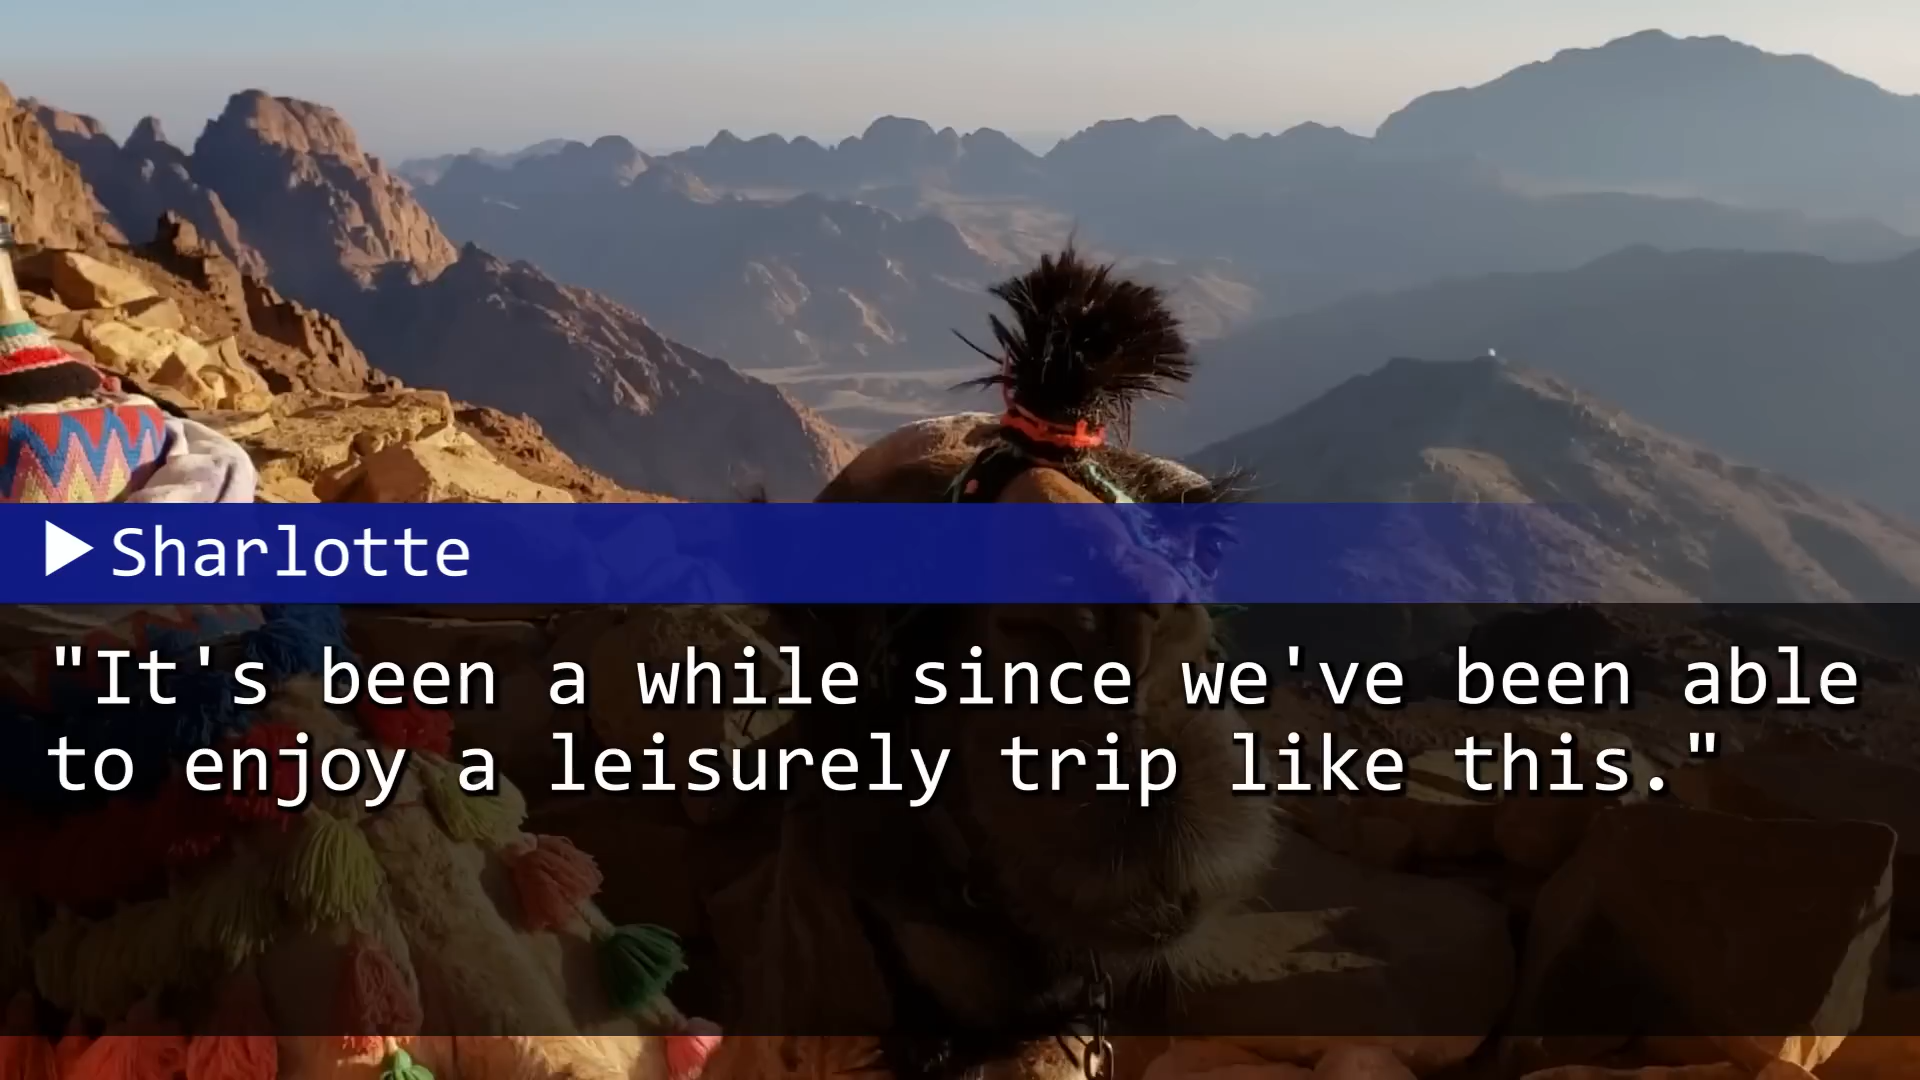 Sharlotte
"It's been a while since we've been able
to enjoy a leisurely trip like this."